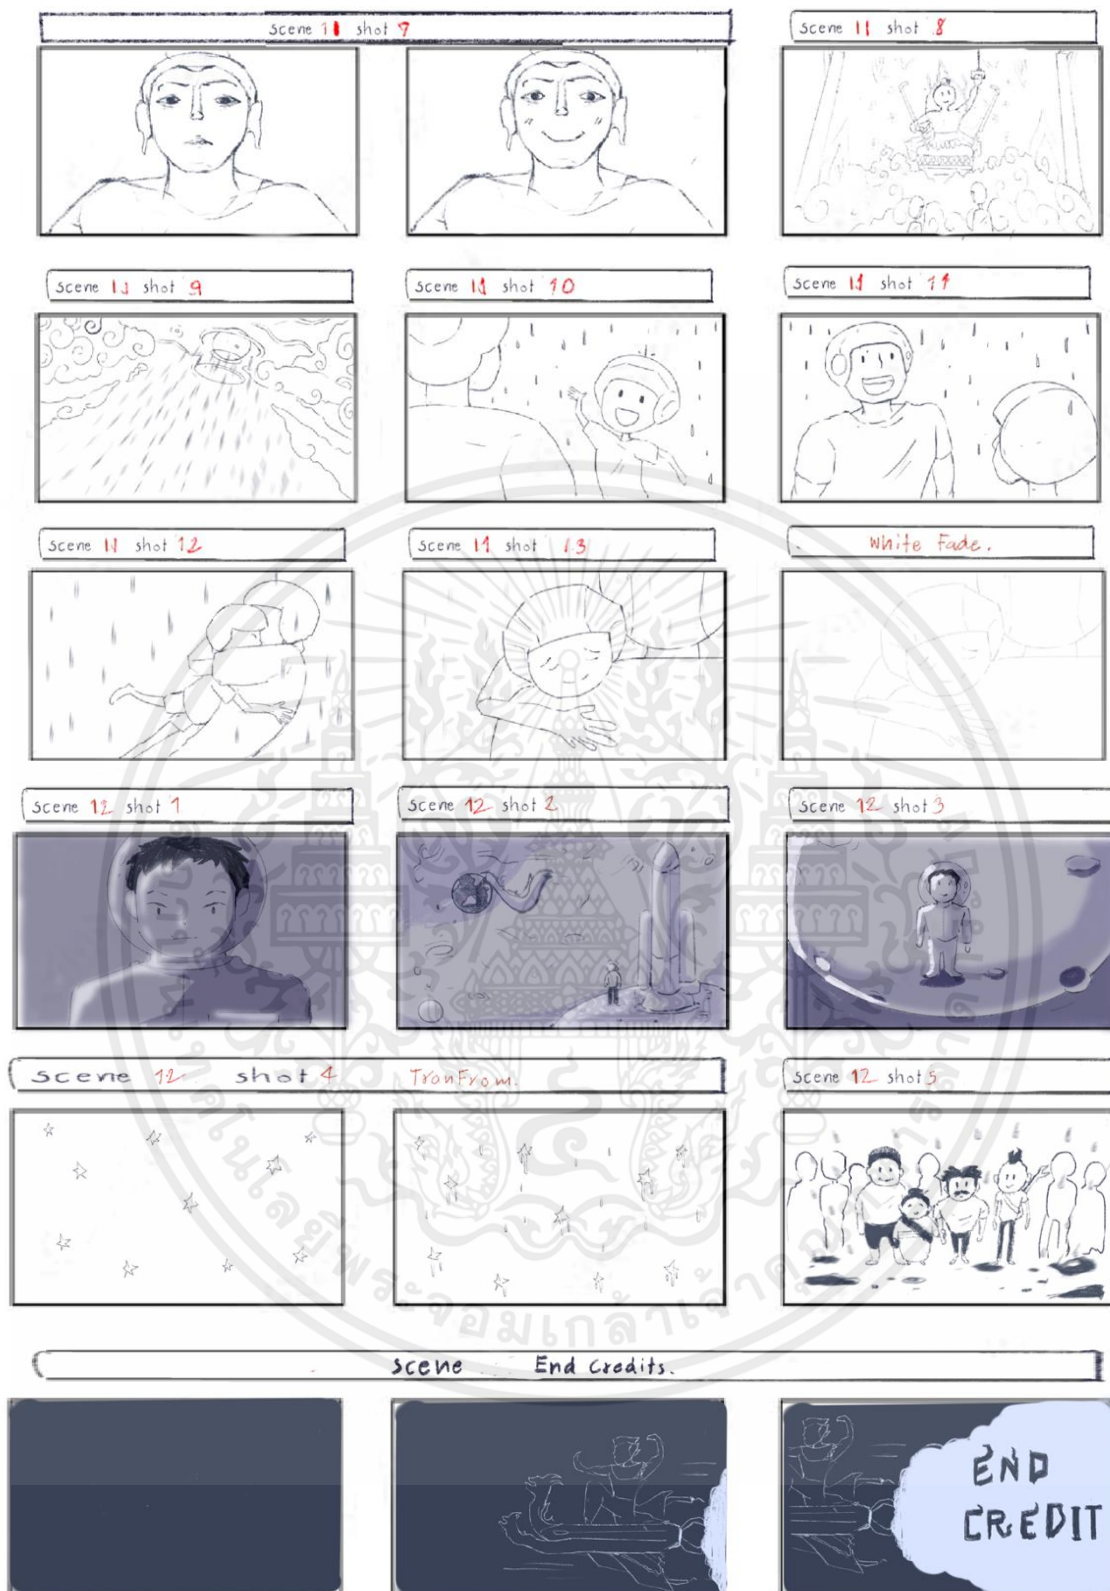 scene 11 shot 7
scene 11 shot 8
scene 11 shot 9
scene 11 shot 10
scene 11 shot 11
scene 11 shot 12
scene 11 shot 13
White Fade.
scene 12 shot 1
scene 12 shot 2
scene 12 shot 3
scene 12 shot 4 TranFrom.
scene 12 shot 5
scene End Credits.
END
CREDIT